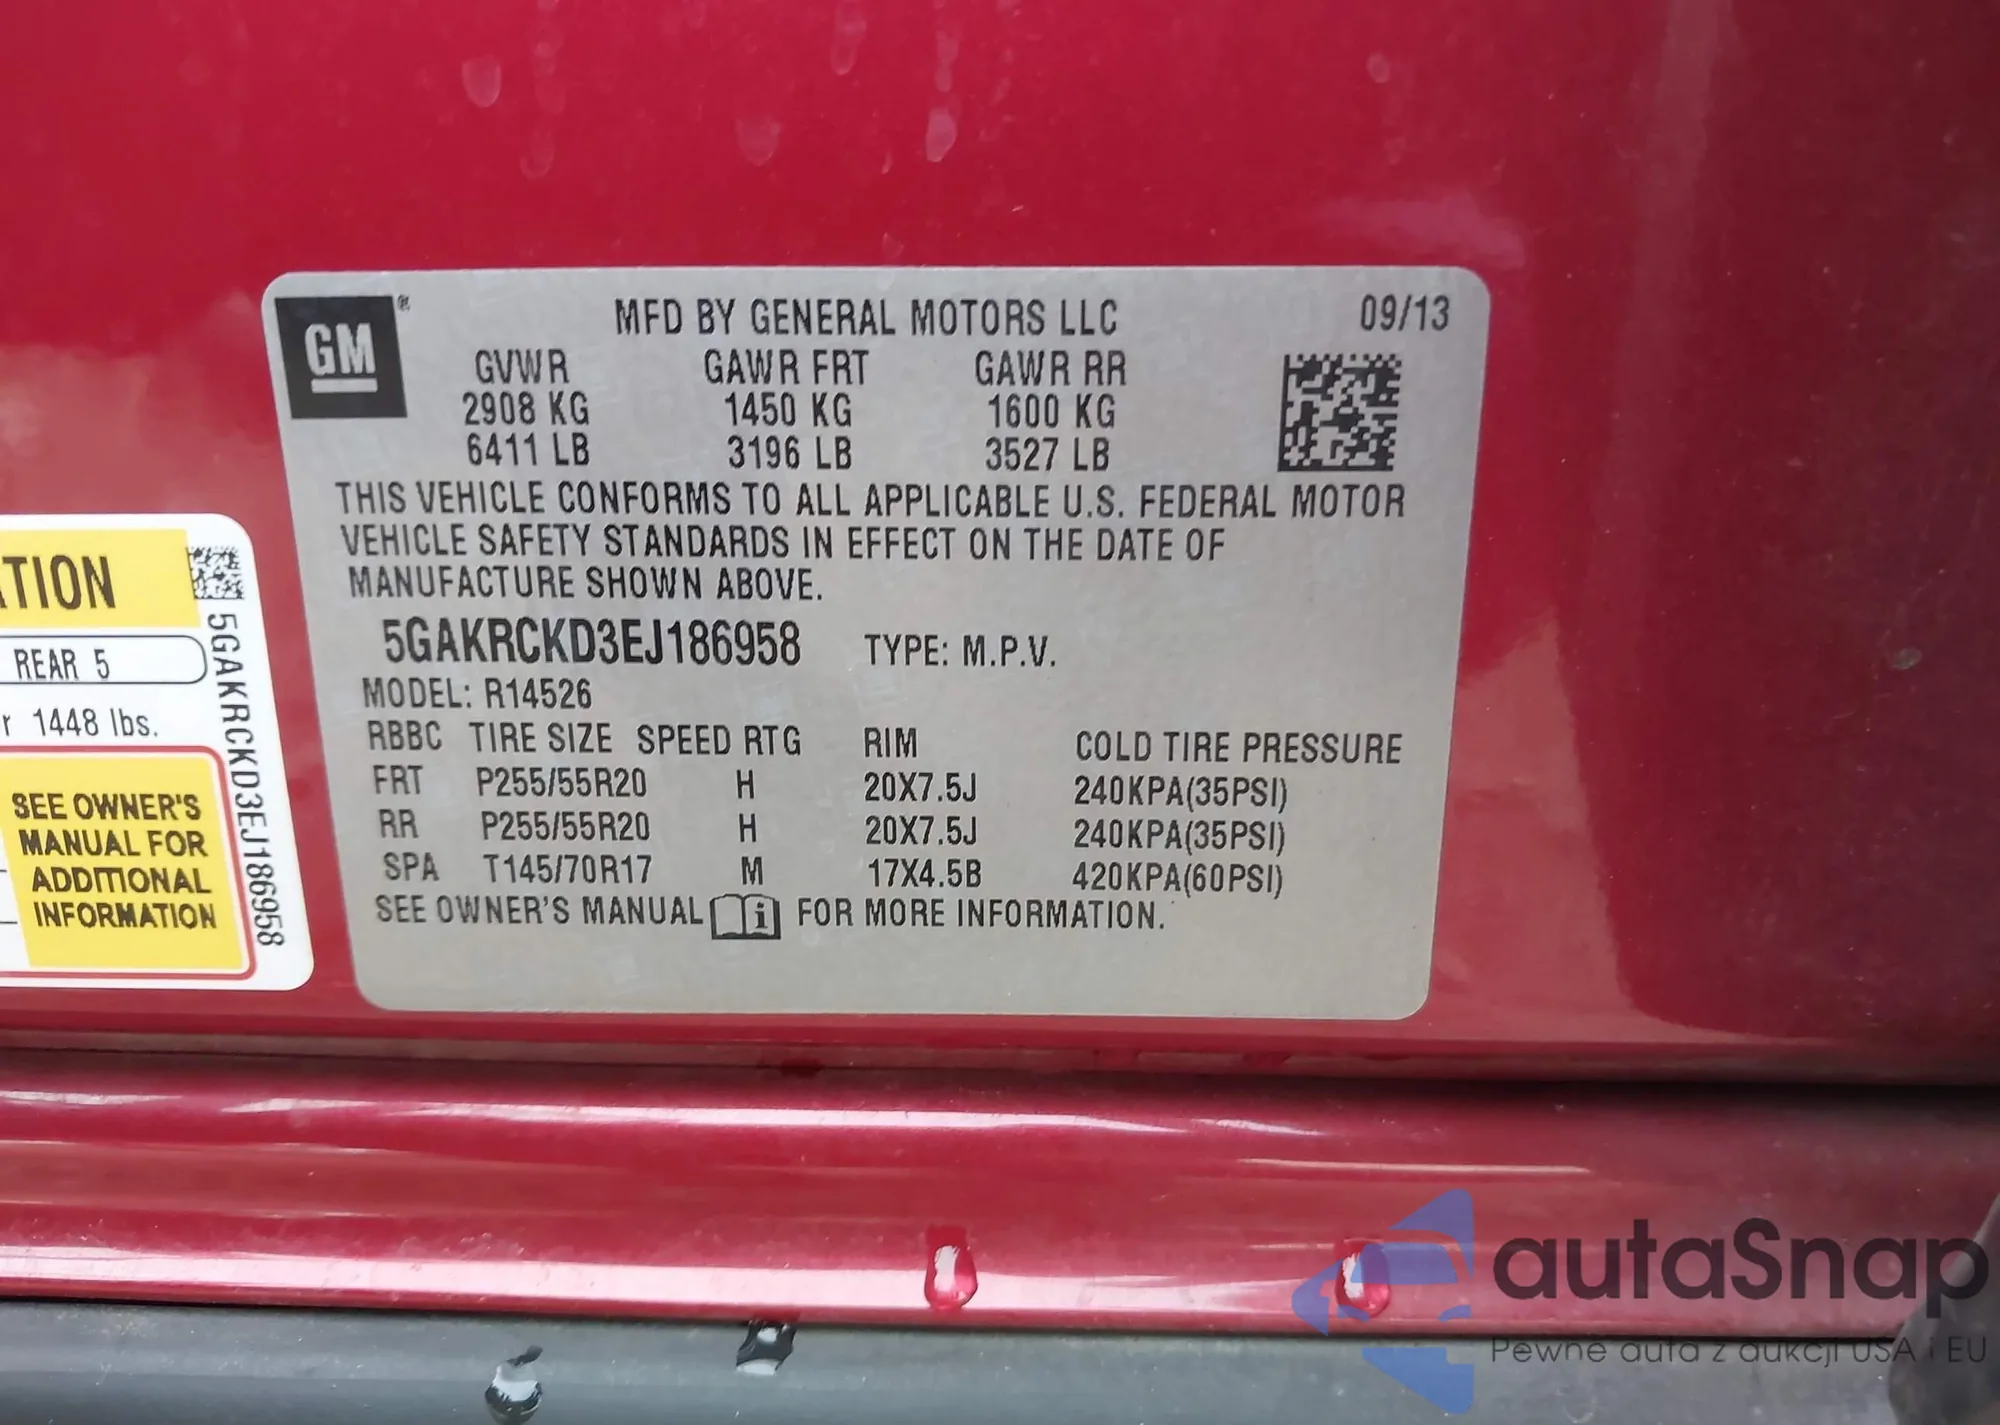 GM ®
MFD BY GENERAL MOTORS LLC 09/13
GVWR GAWR FRT GAWR RR
2908 KG 1450 KG 1600 KG
6411 LB 3196 LB 3527 LB
THIS VEHICLE CONFORMS TO ALL APPLICABLE U.S. FEDERAL MOTOR
VEHICLE SAFETY STANDARDS IN EFFECT ON THE DATE OF
MANUFACTURE SHOWN ABOVE.
5GAKRCKD3EJ186958 TYPE: M.P.V.
MODEL: R14526
RBBC TIRE SIZE SPEED RTG RIM COLD TIRE PRESSURE
FRT P255/55R20 H 20X7.5J 240KPA(35PSI)
RR P255/55R20 H 20X7.5J 240KPA(35PSI)
SPA T145/70R17 M 17X4.5B 420KPA(60PSI)
SEE OWNER'S MANUAL i FOR MORE INFORMATION.
ATION
REAR 5
r 1448 lbs.
SEE OWNER'S
MANUAL FOR
ADDITIONAL
INFORMATION
5GAKRCKD3EJ186958
autaSnap
Pewne auta z aukcji USA i EU